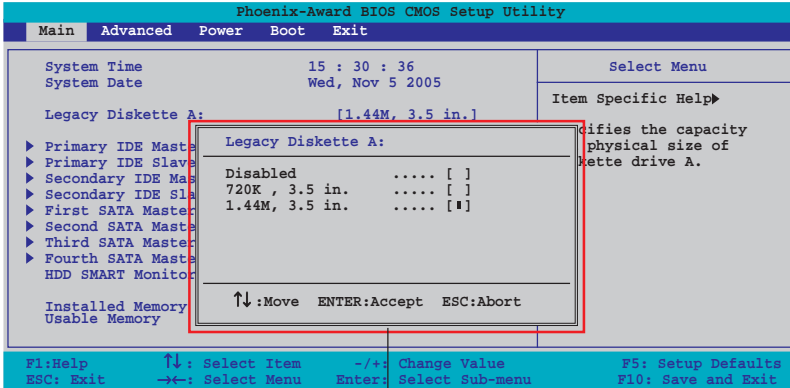 Phoenix-Award BIOS CMOS Setup Utility
Main Advanced Power Boot Exit
System Time 15 : 30 : 36
System Date Wed, Nov 5 2005
Legacy Diskette A: [1.44M, 3.5 in.]
Primary IDE Maste
Primary IDE Slave
Secondary IDE Mas
Secondary IDE Sla
First SATA Master
Second SATA Maste
Third SATA Master
Fourth SATA Maste
HDD SMART Monitor
Installed Memory
Usable Memory
Legacy Diskette A:
Disabled ..... [ ]
720K , 3.5 in. ..... [ ]
1.44M, 3.5 in. ..... [▮]
↑↓ :Move ENTER:Accept ESC:Abort
Select Menu
Item Specific Help▶
cifies the capacity
physical size of
kette drive A.
F1:Help ↑↓ : Select Item -/+: Change Value F5: Setup Defaults
ESC: Exit →←: Select Menu Enter: Select Sub-menu F10: Save and Exit